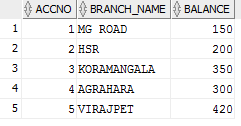 ACCNO BRANCH_NAME BALANCE
1 1 MG ROAD 150
2 2 HSR 200
3 3 KORAMANGALA 350
4 4 AGRAHARA 300
5 5 VIRAJPET 420